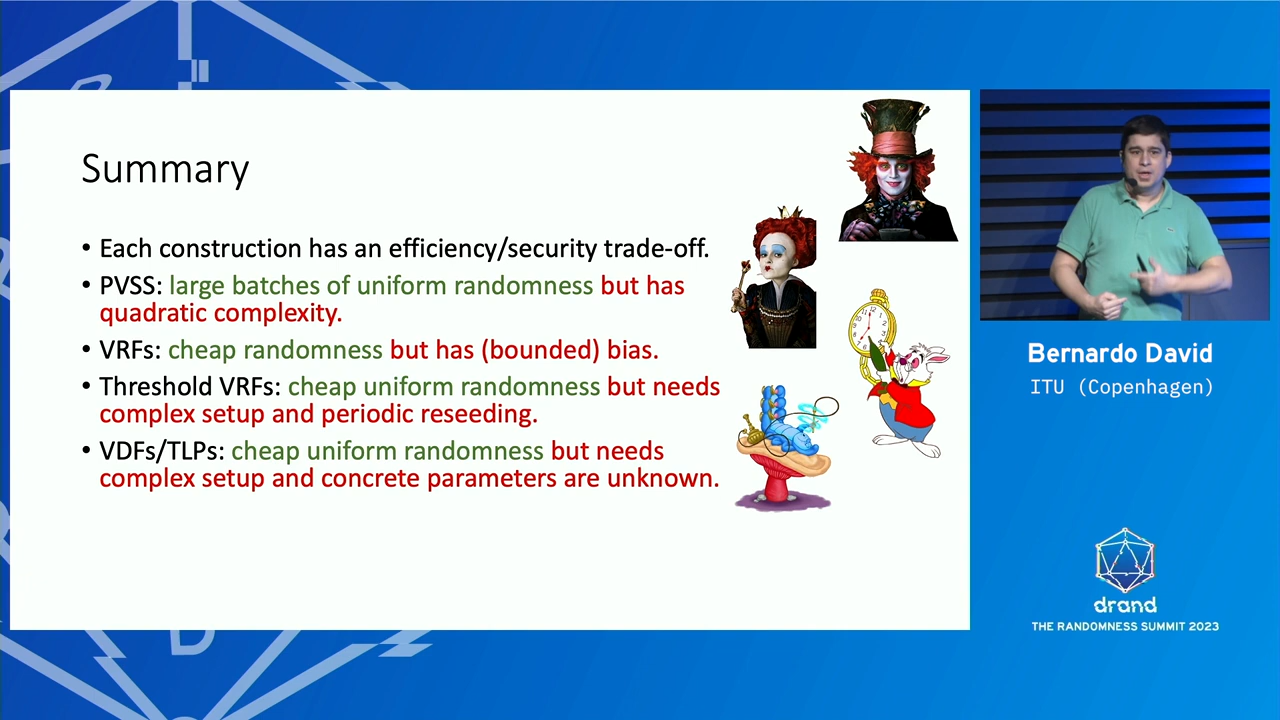 Summary
• Each construction has an efficiency/security trade-off.
• PVSS: large batches of uniform randomness but has
quadratic complexity.
• VRFs: cheap randomness but has (bounded) bias.
• Threshold VRFs: cheap uniform randomness but needs
complex setup and periodic reseeding.
• VDFs/TLPs: cheap uniform randomness but needs
complex setup and concrete parameters are unknown.
Bernardo David
ITU (Copenhagen)
drand
THE RANDOMNESS SUMMIT 2023